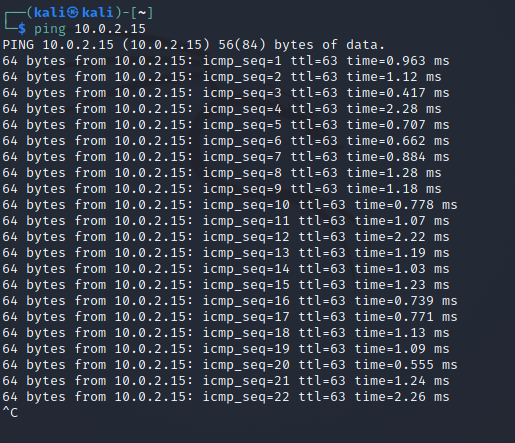 ┌──(kali㉿kali)-[~]
└─$ ping 10.0.2.15
PING 10.0.2.15 (10.0.2.15) 56(84) bytes of data.
64 bytes from 10.0.2.15: icmp_seq=1 ttl=63 time=0.963 ms
64 bytes from 10.0.2.15: icmp_seq=2 ttl=63 time=1.12 ms
64 bytes from 10.0.2.15: icmp_seq=3 ttl=63 time=0.417 ms
64 bytes from 10.0.2.15: icmp_seq=4 ttl=63 time=2.28 ms
64 bytes from 10.0.2.15: icmp_seq=5 ttl=63 time=0.707 ms
64 bytes from 10.0.2.15: icmp_seq=6 ttl=63 time=0.662 ms
64 bytes from 10.0.2.15: icmp_seq=7 ttl=63 time=0.884 ms
64 bytes from 10.0.2.15: icmp_seq=8 ttl=63 time=1.28 ms
64 bytes from 10.0.2.15: icmp_seq=9 ttl=63 time=1.18 ms
64 bytes from 10.0.2.15: icmp_seq=10 ttl=63 time=0.778 ms
64 bytes from 10.0.2.15: icmp_seq=11 ttl=63 time=1.07 ms
64 bytes from 10.0.2.15: icmp_seq=12 ttl=63 time=2.22 ms
64 bytes from 10.0.2.15: icmp_seq=13 ttl=63 time=1.19 ms
64 bytes from 10.0.2.15: icmp_seq=14 ttl=63 time=1.03 ms
64 bytes from 10.0.2.15: icmp_seq=15 ttl=63 time=1.23 ms
64 bytes from 10.0.2.15: icmp_seq=16 ttl=63 time=0.739 ms
64 bytes from 10.0.2.15: icmp_seq=17 ttl=63 time=0.771 ms
64 bytes from 10.0.2.15: icmp_seq=18 ttl=63 time=1.13 ms
64 bytes from 10.0.2.15: icmp_seq=19 ttl=63 time=1.09 ms
64 bytes from 10.0.2.15: icmp_seq=20 ttl=63 time=0.555 ms
64 bytes from 10.0.2.15: icmp_seq=21 ttl=63 time=1.24 ms
64 bytes from 10.0.2.15: icmp_seq=22 ttl=63 time=2.26 ms
^C